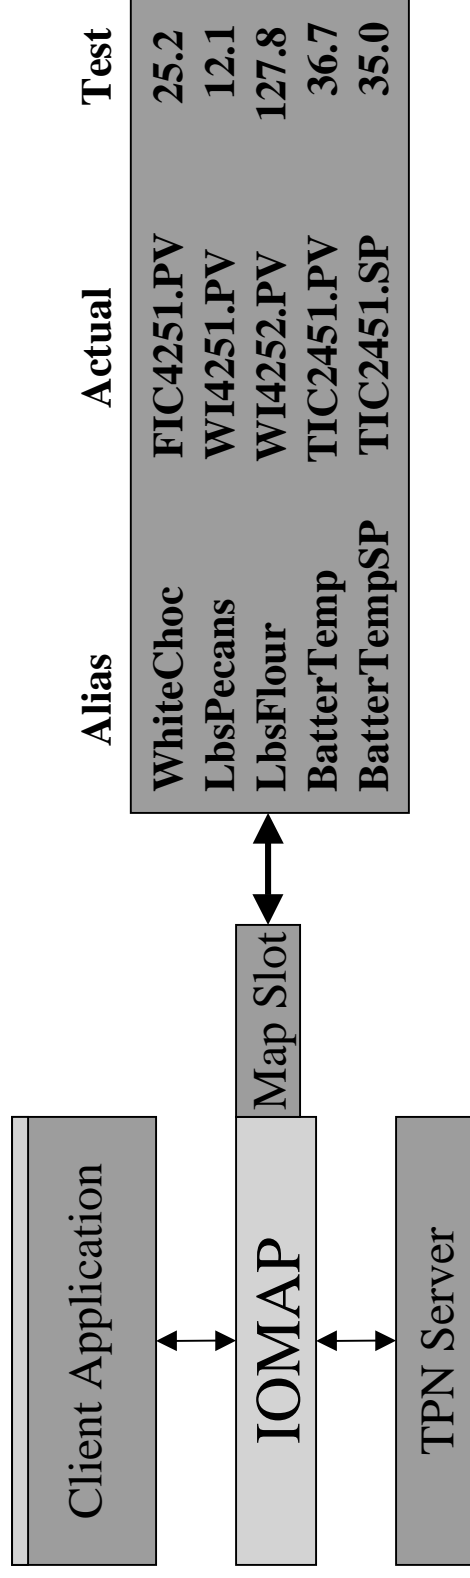 Client Application
IOMAP
Map Slot
TPN Server
Alias Actual Test
WhiteChoc FIC4251.PV 25.2
LbsPecans WI4251.PV 12.1
LbsFlour WI4252.PV 127.8
BatterTemp TIC2451.PV 36.7
BatterTempSP TIC2451.SP 35.0